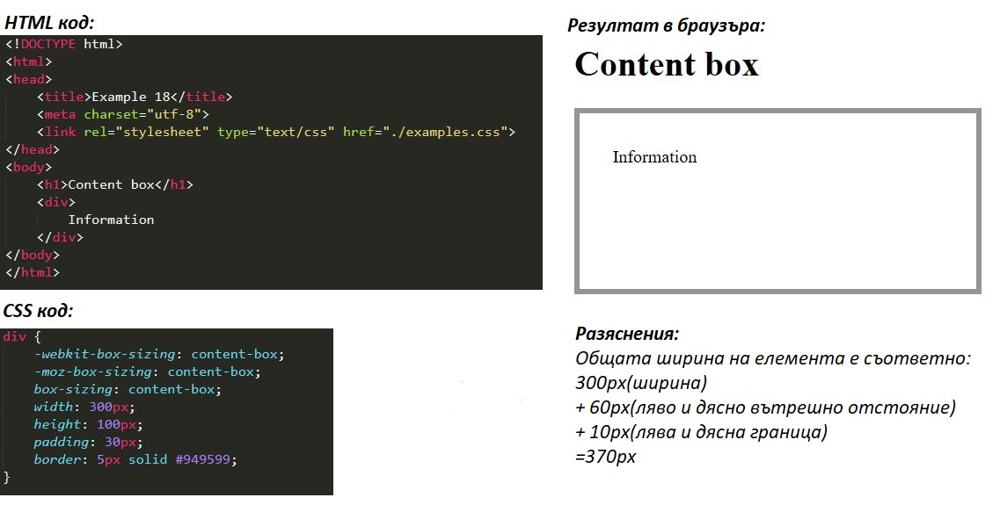 HTML код:
<!DOCTYPE html>
<html>
<head>
    <title>Example 18</title>
    <meta charset="utf-8">
    <link rel="stylesheet" type="text/css" href="./examples.css">
</head>
<body>
    <h1>Content box</h1>
    <div>
        Information
    </div>
</body>
</html>
CSS код:
div {
    -webkit-box-sizing: content-box;
    -moz-box-sizing: content-box;
    box-sizing: content-box;
    width: 300px;
    height: 100px;
    padding: 30px;
    border: 5px solid #949599;
}
Резултат в браузъра:
Content box
Information
Разяснения:
Общата ширина на елемента е съответно:
300px(ширина)
+ 60px(ляво и дясно вътрешно отстояние)
+ 10px(лява и дясна граница)
=370px